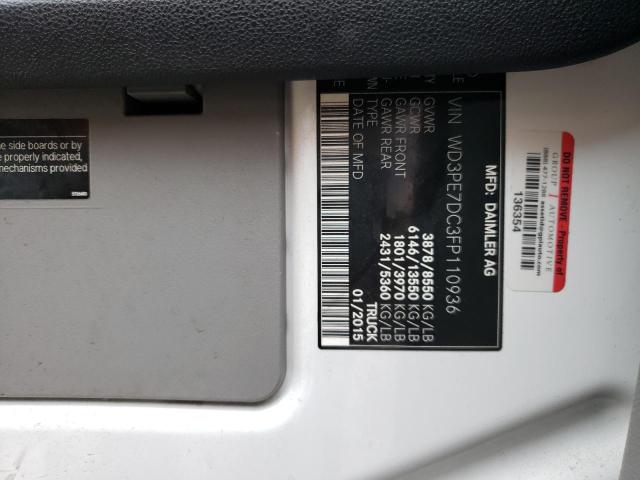 MFD: DAIMLER AG
VIN WD3PE7DC3FP110936
GVWR 3878/8550 KG/LB
GCWR 6146/13550 KG/LB
GAWR FRONT 1801/3970 KG/LB
GAWR REAR 2431/5360 KG/LB
TYPE TRUCK
DATE OF MFD 01/2015
DO NOT REMOVE - Property of
GROUP 1 AUTOMOTIVE
136354
e side boards or by
properly indicated,
mechanisms provided